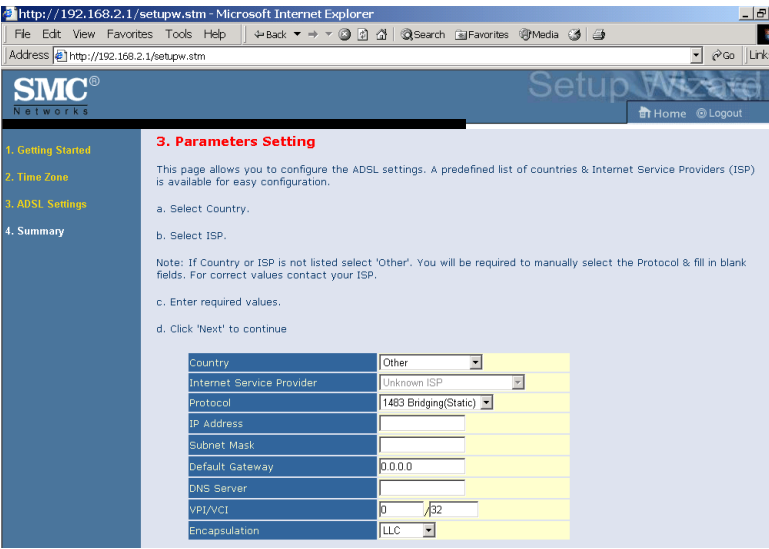 http://192.168.2.1/setupw.stm - Microsoft Internet Explorer
File Edit View Favorites Tools Help Back Search Favorites Media
Address http://192.168.2.1/setupw.stm Go Link
SMC®
Networks
Setup Wizard
Home Logout
1. Getting Started
2. Time Zone
3. ADSL Settings
4. Summary
3. Parameters Setting
This page allows you to configure the ADSL settings. A predefined list of countries & Internet Service Providers (ISP)
is available for easy configuration.
a. Select Country.
b. Select ISP.
Note: If Country or ISP is not listed select 'Other'. You will be required to manually select the Protocol & fill in blank
fields. For correct values contact your ISP.
c. Enter required values.
d. Click 'Next' to continue
Country Other
Internet Service Provider Unknown ISP
Protocol 1483 Bridging(Static)
IP Address
Subnet Mask
Default Gateway 0.0.0.0
DNS Server
VPI/VCI 0 /32
Encapsulation LLC